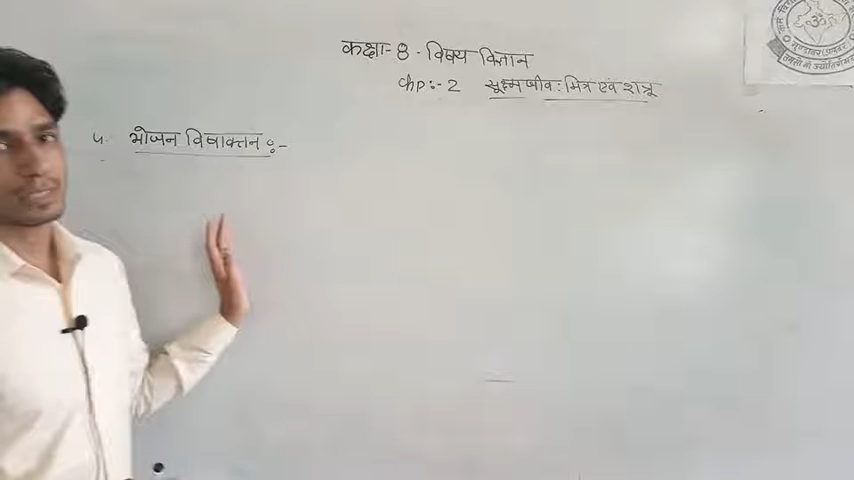 कक्षा-8 - विषय विज्ञान
Chp:-2 सूक्ष्मजीव : मित्र एवं शत्रू
५. भोजन विषाक्तन :-